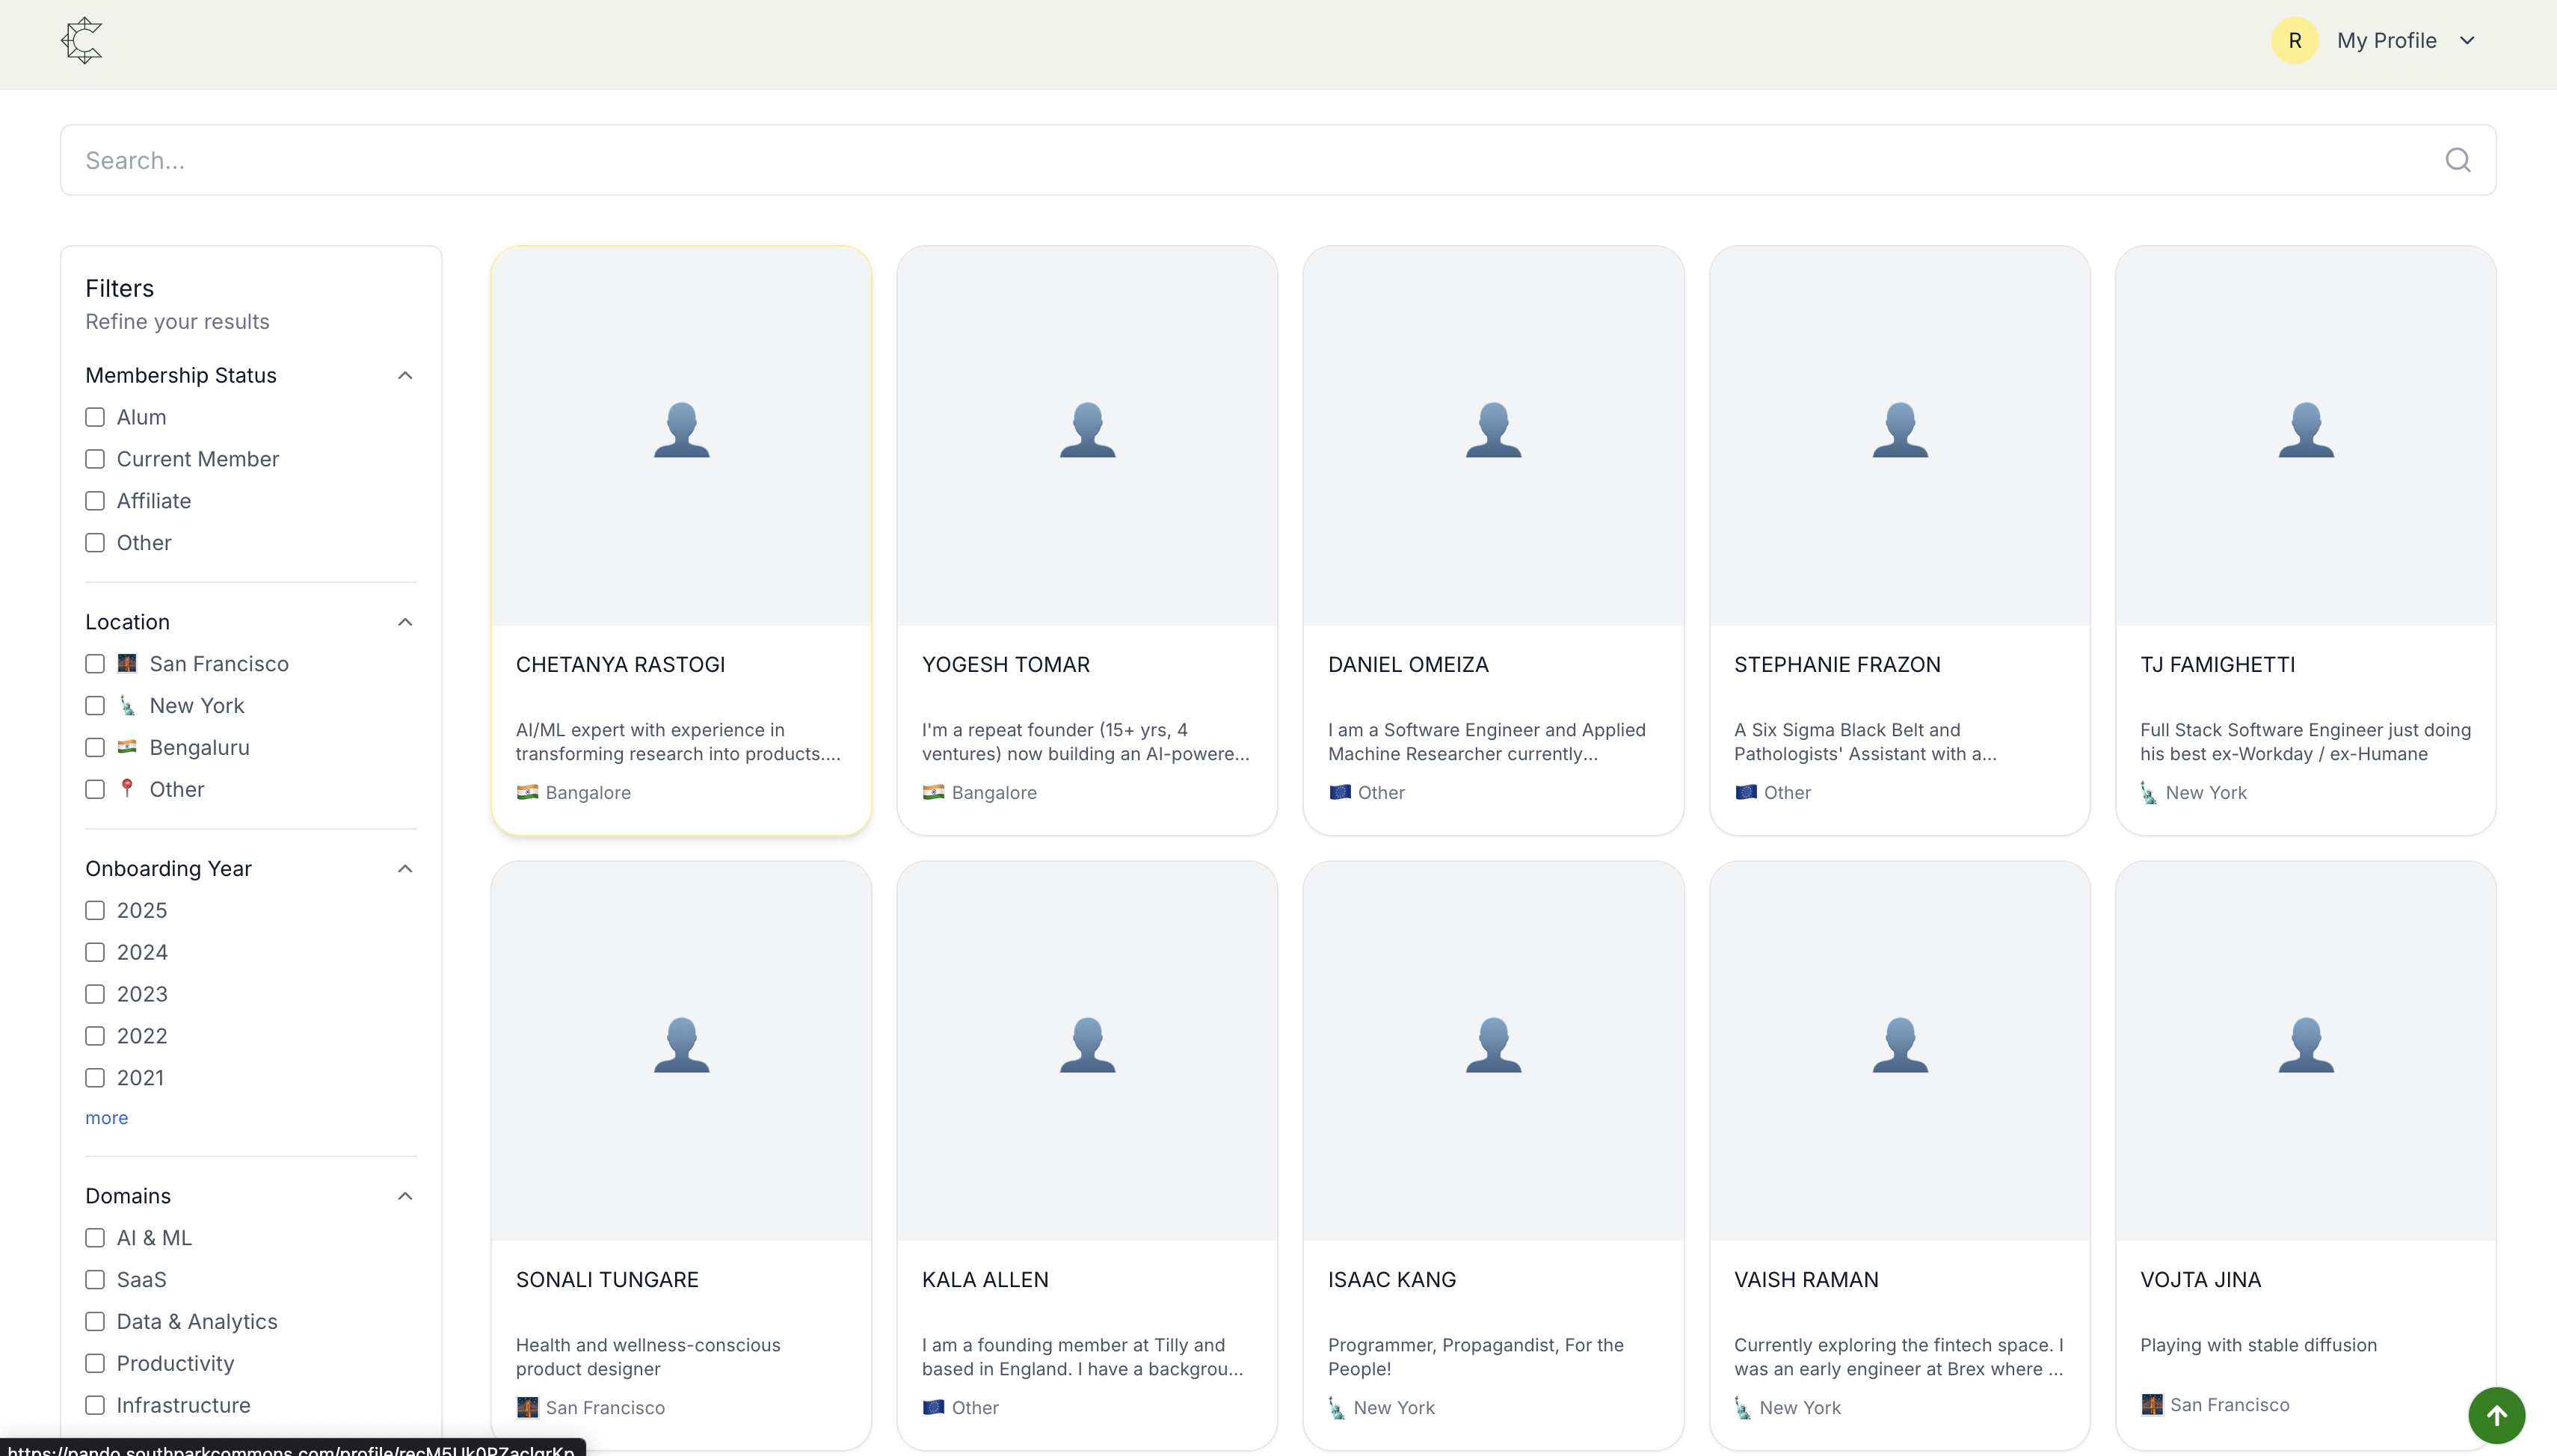 R My Profile
Search...
Filters
Refine your results
Membership Status
Alum
Current Member
Affiliate
Other
Location
San Francisco
New York
Bengaluru
Other
Onboarding Year
2025
2024
2023
2022
2021
more
Domains
AI & ML
SaaS
Data & Analytics
Productivity
Infrastructure
CHETANYA RASTOGI
AI/ML expert with experience in
transforming research into products....
Bangalore
YOGESH TOMAR
I'm a repeat founder (15+ yrs, 4
ventures) now building an AI-powere...
Bangalore
DANIEL OMEIZA
I am a Software Engineer and Applied
Machine Researcher currently...
Other
STEPHANIE FRAZON
A Six Sigma Black Belt and
Pathologists' Assistant with a...
Other
TJ FAMIGHETTI
Full Stack Software Engineer just doing
his best ex-Workday / ex-Humane
New York
SONALI TUNGARE
Health and wellness-conscious
product designer
San Francisco
KALA ALLEN
I am a founding member at Tilly and
based in England. I have a backgrou...
Other
ISAAC KANG
Programmer, Propagandist, For the
People!
New York
VAISH RAMAN
Currently exploring the fintech space. I
was an early engineer at Brex where ...
New York
VOJTA JINA
Playing with stable diffusion
San Francisco